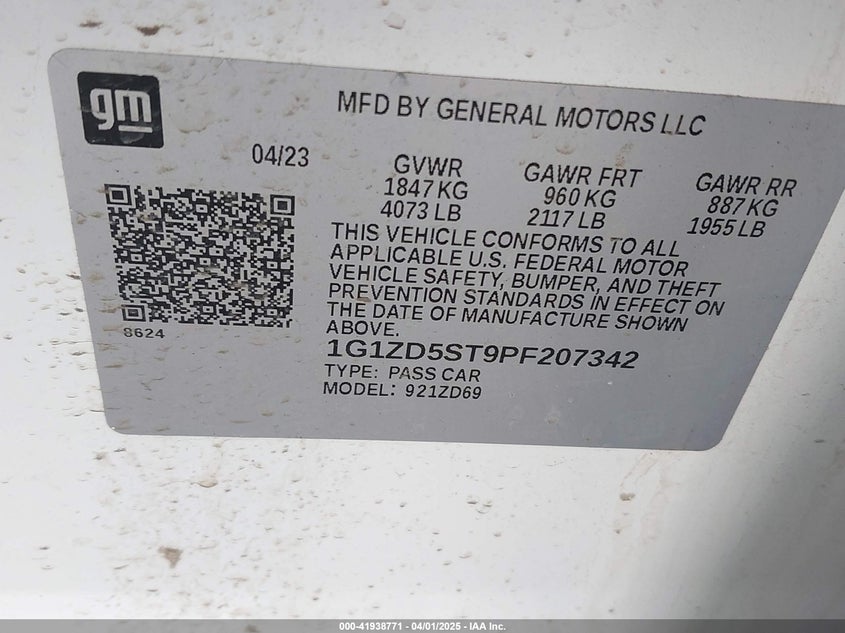 gm
MFD BY GENERAL MOTORS LLC
04/23
GVWR
1847 KG
4073 LB
GAWR FRT
960 KG
2117 LB
GAWR RR
887 KG
1955 LB
THIS VEHICLE CONFORMS TO ALL
APPLICABLE U.S. FEDERAL MOTOR
VEHICLE SAFETY, BUMPER, AND THEFT
PREVENTION STANDARDS IN EFFECT ON
THE DATE OF MANUFACTURE SHOWN
ABOVE.
8624
1G1ZD5ST9PF207342
TYPE: PASS CAR
MODEL: 921ZD69
000-41938771 - 04/01/2025 - IAA Inc.